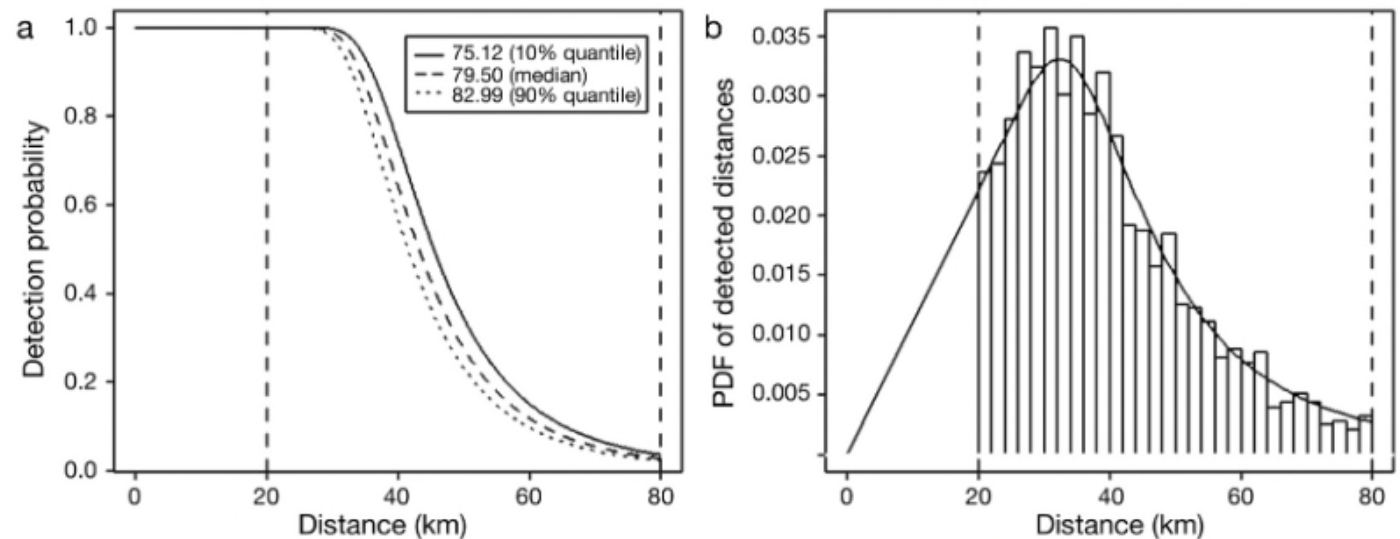 a
1.0
0.8
0.6
0.4
0.2
0.0
Detection probability
75.12 (10% quantile)
79.50 (median)
82.99 (90% quantile)
0 20 40 60 80
Distance (km)
b
0.035
0.030
0.025
0.020
0.015
0.010
0.005
PDF of detected distances
0 20 40 60 80
Distance (km)